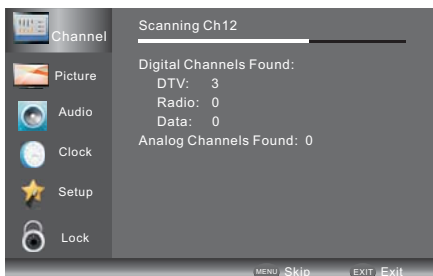 Channel
Picture
Audio
Clock
Setup
Lock
Scanning Ch12
Digital Channels Found:
DTV: 3
Radio: 0
Data: 0
Analog Channels Found: 0
MENU Skip EXIT Exit